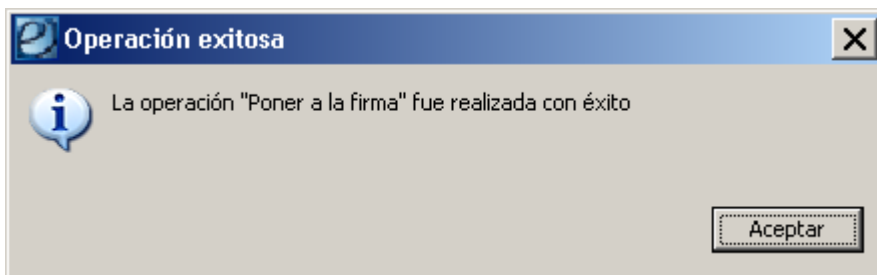 Operación exitosa
La operación "Poner a la firma" fue realizada con éxito
Aceptar